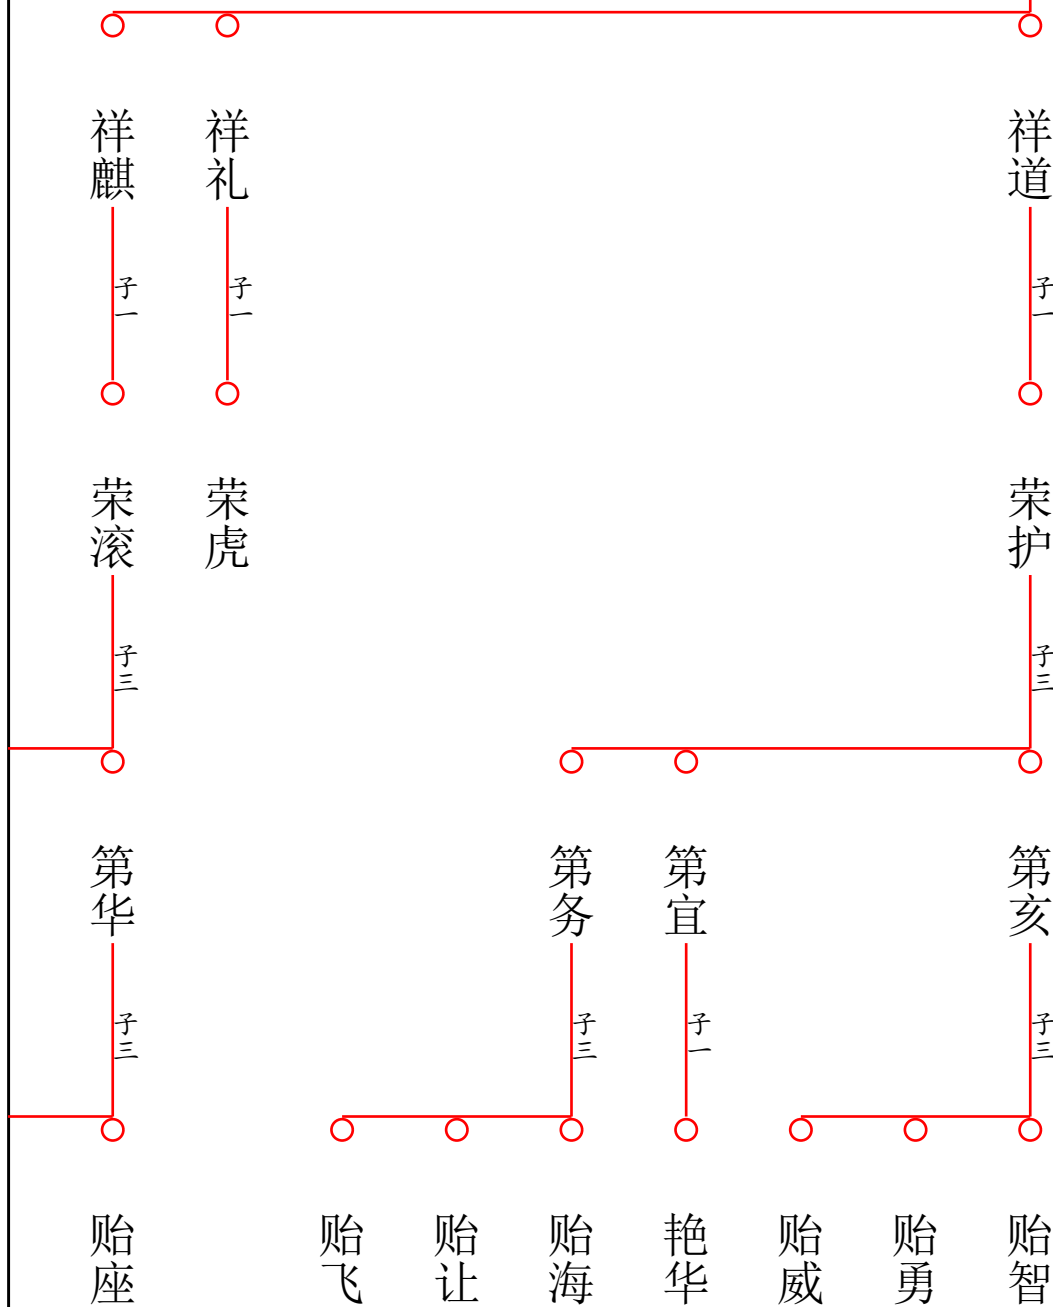 祥道
祥礼
祥麒
子一
子一
子一
荣护
荣虎
荣滚
子三
子三
第亥
第宜
第务
第华
子三
子一
子三
子三
贻智
贻勇
贻威
艳华
贻海
贻让
贻飞
贻座